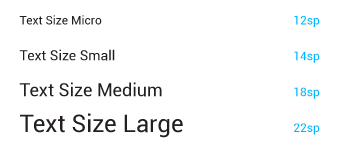 Text Size Micro 12sp
Text Size Small 14sp
Text Size Medium 18sp
Text Size Large 22sp